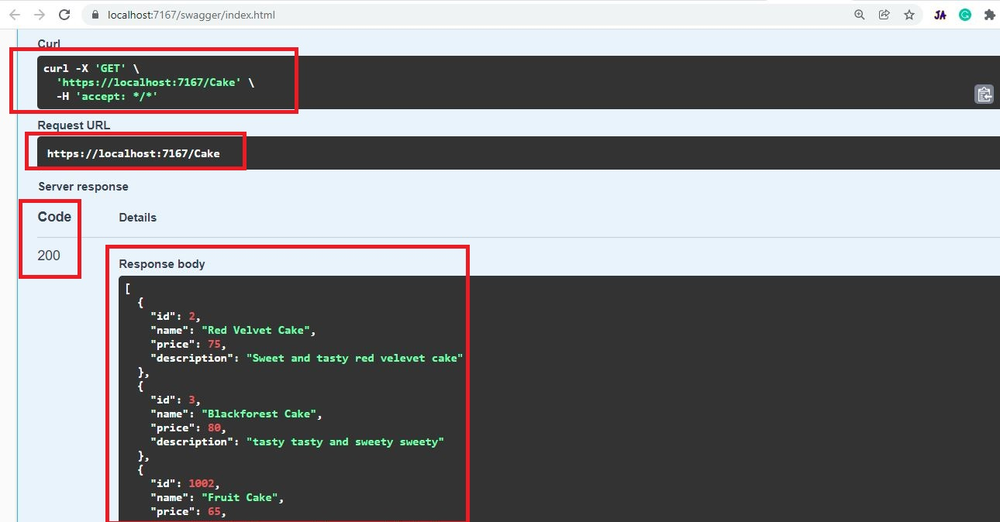 localhost:7167/swagger/index.html
JA
G
Curl
curl -X 'GET' \
'https://localhost:7167/Cake' \
-H 'accept: */*'
Request URL
https://localhost:7167/Cake
Server response
Code Details
200
Response body
[
{
"id": 2,
"name": "Red Velvet Cake",
"price": 75,
"description": "Sweet and tasty red velevet cake"
},
{
"id": 3,
"name": "Blackforest Cake",
"price": 80,
"description": "tasty tasty and sweety sweety"
},
{
"id": 1002,
"name": "Fruit Cake",
"price": 65,